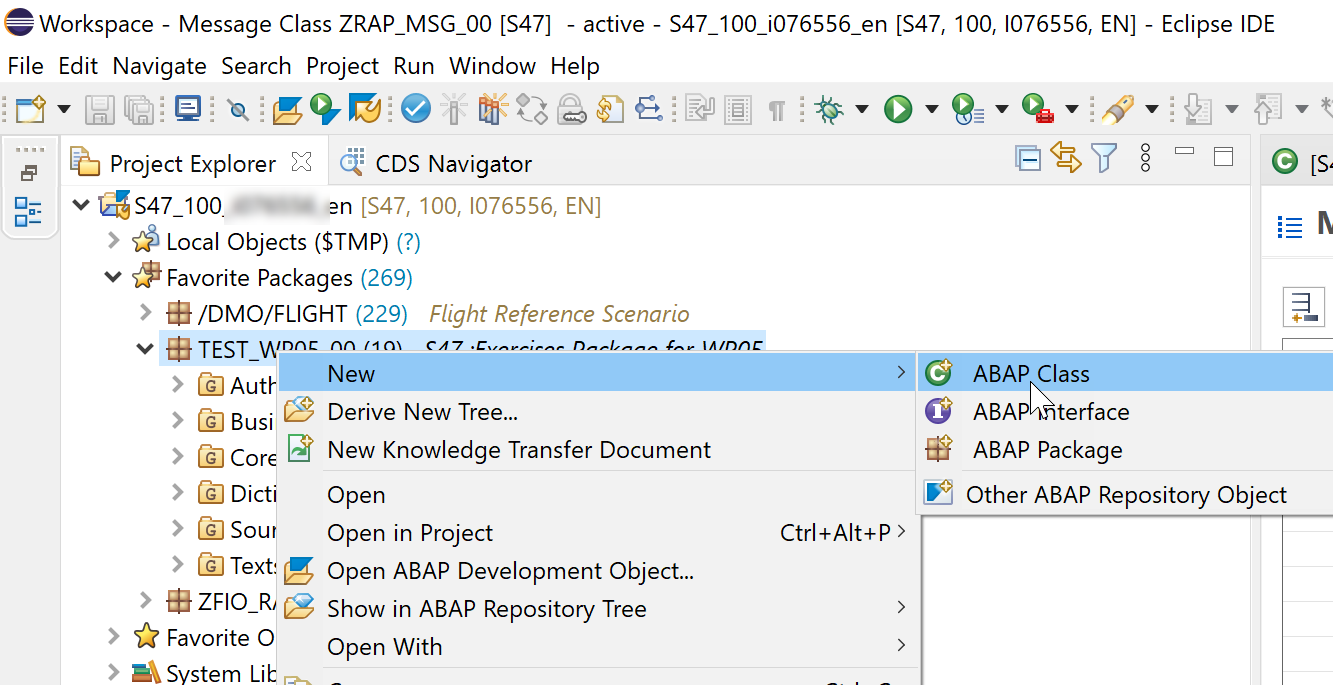 Workspace - Message Class ZRAP_MSG_00 [S47]  - active - S47_100_i076556_en [S47, 100, I076556, EN] - Eclipse IDE
File Edit Navigate Search Project Run Window Help
Project Explorer CDS Navigator
S47_100_ en [S47, 100, I076556, EN]
Local Objects ($TMP) (?)
Favorite Packages (269)
/DMO/FLIGHT (229) Flight Reference Scenario
TEST_WP05_00 (19) S47 :Exercises Package for WP05
New ABAP Class
Auth
Derive New Tree... ABAP Interface
Busi
New Knowledge Transfer Document ABAP Package
Core
Dicti
Open Other ABAP Repository Object
Sour
Open in Project Ctrl+Alt+P
Texts
Open ABAP Development Object...
ZFIO_RA
Show in ABAP Repository Tree
Favorite O
Open With
System Lib